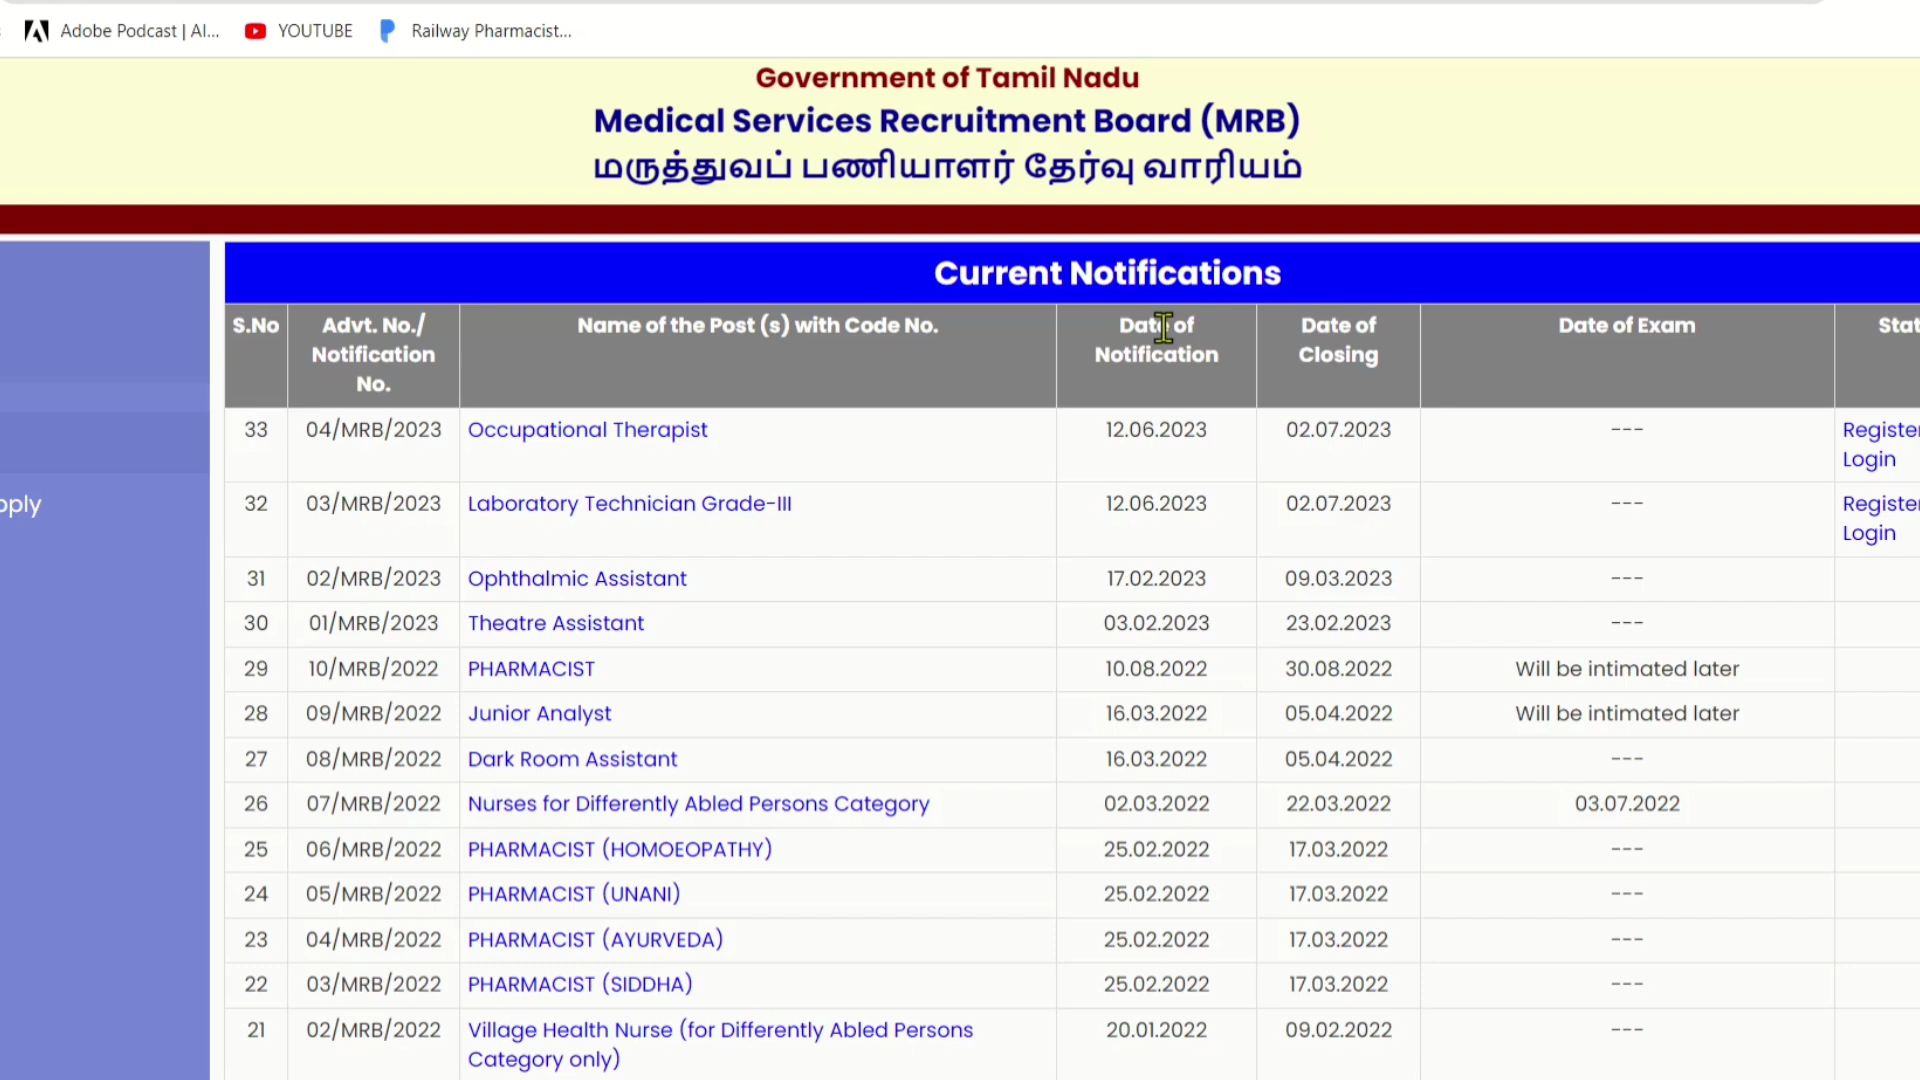 Adobe Podcast | AI... YOUTUBE Railway Pharmacist...
Government of Tamil Nadu
Medical Services Recruitment Board (MRB)
மருத்துவப் பணியாளர் தேர்வு வாரியம்
Current Notifications
S.No Advt. No./ Name of the Post (s) with Code No. Date of Date of Date of Exam
Notification Notification Closing
No.
33 04/MRB/2023 Occupational Therapist 12.06.2023 02.07.2023 ---
Login
32 03/MRB/2023 Laboratory Technician Grade-III 12.06.2023 02.07.2023 ---
Login
31 02/MRB/2023 Ophthalmic Assistant 17.02.2023 09.03.2023 ---
30 01/MRB/2023 Theatre Assistant 03.02.2023 23.02.2023 ---
29 10/MRB/2022 PHARMACIST 10.08.2022 30.08.2022 Will be intimated later
28 09/MRB/2022 Junior Analyst 16.03.2022 05.04.2022 Will be intimated later
27 08/MRB/2022 Dark Room Assistant 16.03.2022 05.04.2022 ---
26 07/MRB/2022 Nurses for Differently Abled Persons Category 02.03.2022 22.03.2022 03.07.2022
25 06/MRB/2022 PHARMACIST (HOMOEOPATHY) 25.02.2022 17.03.2022 ---
24 05/MRB/2022 PHARMACIST (UNANI) 25.02.2022 17.03.2022 ---
23 04/MRB/2022 PHARMACIST (AYURVEDA) 25.02.2022 17.03.2022 ---
22 03/MRB/2022 PHARMACIST (SIDDHA) 25.02.2022 17.03.2022 ---
21 02/MRB/2022 Village Health Nurse (for Differently Abled Persons 20.01.2022 09.02.2022 ---
Category only)